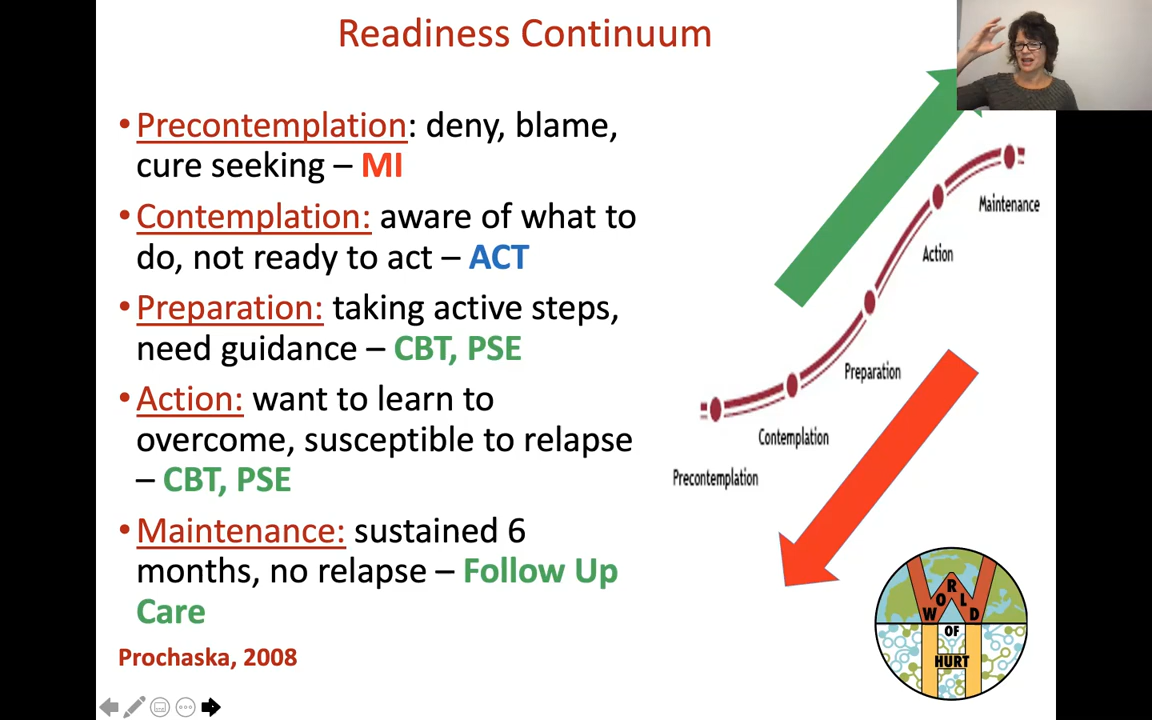 Readiness Continuum
• Precontemplation: deny, blame,
cure seeking – MI
• Contemplation: aware of what to
do, not ready to act – ACT
• Preparation: taking active steps,
need guidance – CBT, PSE
• Action: want to learn to
overcome, susceptible to relapse
– CBT, PSE
• Maintenance: sustained 6
months, no relapse – Follow Up
Care
Prochaska, 2008
Maintenance
Action
Preparation
Contemplation
Precontemplation
WORLD
OF
HURT